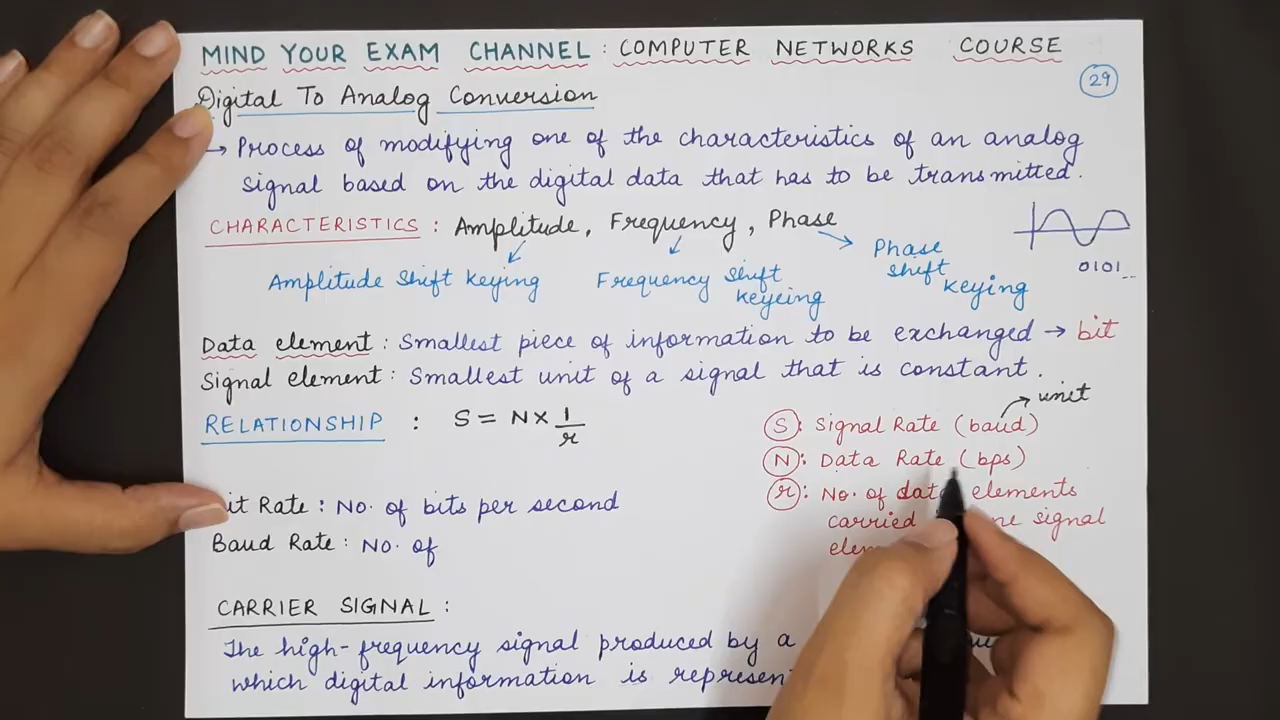 MIND YOUR EXAM CHANNEL : COMPUTER NETWORKS COURSE
29
Digital To Analog Conversion
→ Process of modifying one of the characteristics of an analog
signal based on the digital data that has to be transmitted.
CHARACTERISTICS : Amplitude, Frequency, Phase
Amplitude Shift Keying
Frequency Shift
keyeing
Phase
Shift
Keying
0101_ _
Data element : Smallest piece of information to be exchanged → bit
Signal element : Smallest unit of a signal that is constant.
RELATIONSHIP : S = N × 1/r
S : Signal Rate (baud) → unit
N : Data Rate (bps)
r : No. of data elements
carried signal
Bit Rate : No. of bits per second
Baud Rate : No. of
CARRIER SIGNAL :
The high-frequency signal produced by a
which digital information is